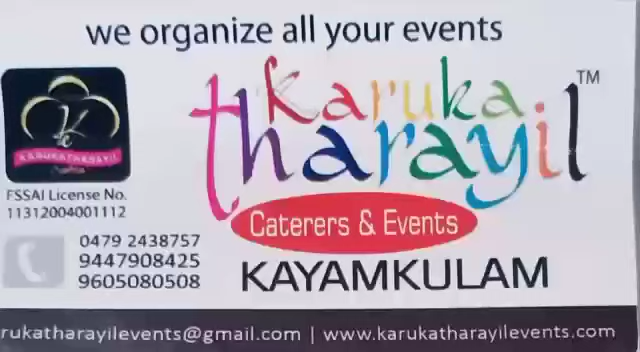 we organize all your events
Karuka
tharayil TM
KARUKATHARAYIL
FSSAI License No.
11312004001112
Caterers & Events
0479 2438757
9447908425
9605080508
KAYAMKULAM
rukatharayilevents@gmail.com | www.karukatharayilevents.com